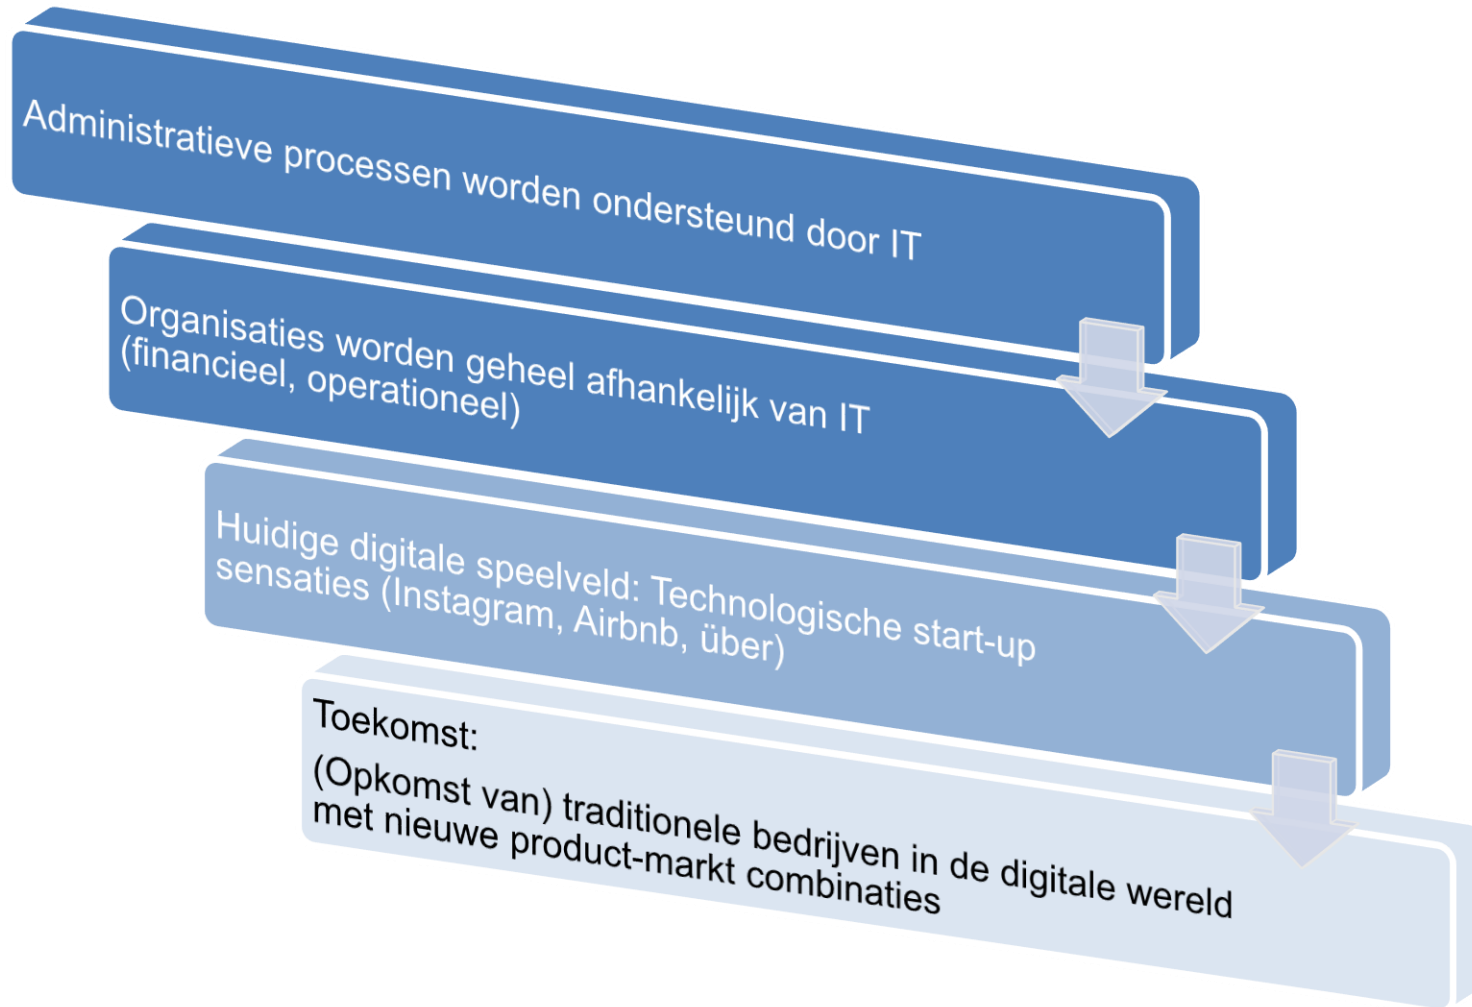 Administratieve processen worden ondersteund door IT
Organisaties worden geheel afhankelijk van IT
(financieel, operationeel)
Huidige digitale speelveld: Technologische start-up
sensaties (Instagram, Airbnb, über)
Toekomst:
(Opkomst van) traditionele bedrijven in de digitale wereld
met nieuwe product-markt combinaties